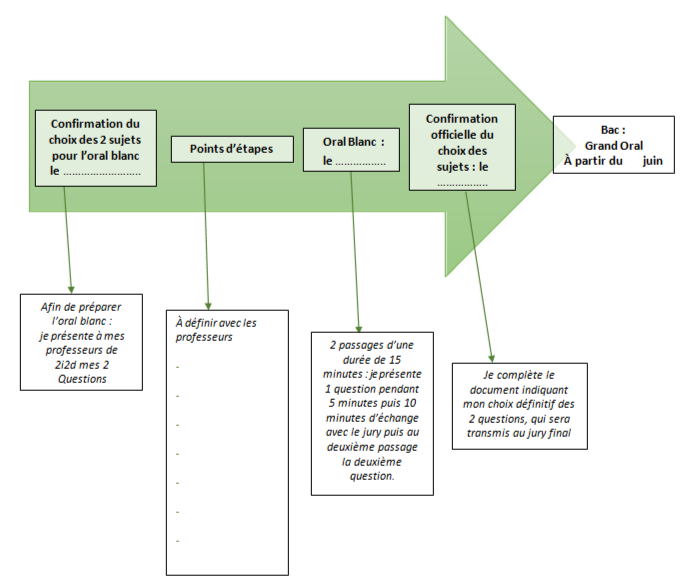 Confirmation du
choix des 2 sujets
pour l'oral blanc
le ……………………..
Points d'étapes
Oral Blanc :
le ……………..
Confirmation
officielle du
choix des
sujets : le
……………..
Bac :
Grand Oral
À partir du juin
Afin de préparer
l'oral blanc :
je présente à mes
professeurs de
2i2d mes 2
Questions
À définir avec les
professeurs
-
-
-
-
-
-
-
2 passages d'une
durée de 15
minutes : je présente
1 question pendant
5 minutes puis 10
minutes d'échange
avec le jury puis au
deuxième passage
la deuxième
question.
Je complète le
document indiquant
mon choix définitif des
2 questions, qui sera
transmis au jury final